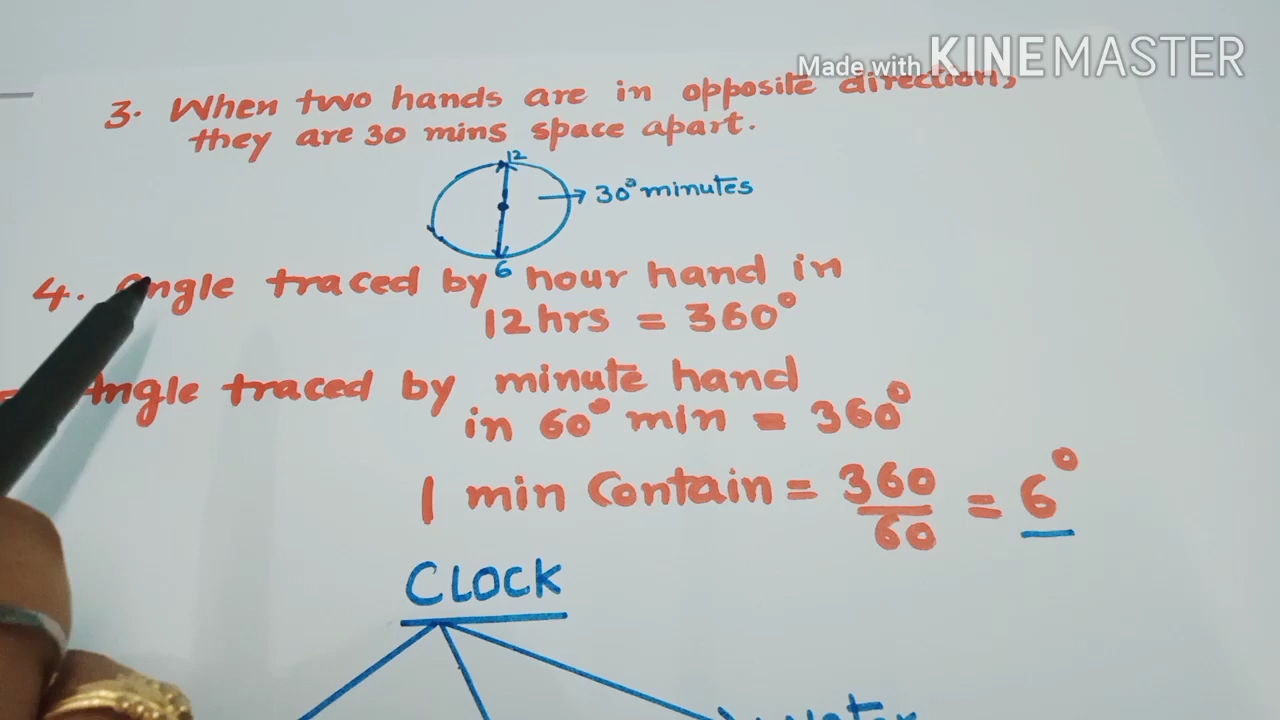 Made with KINEMASTER
3. When two hands are in opposite direction,
they are 30 mins space apart.
12
30° minutes
6
4. Angle traced by hour hand in
12hrs = 360°
Angle traced by minute hand
in 60° min = 360°
1 min Contain = 360/60 = 6°
CLOCK